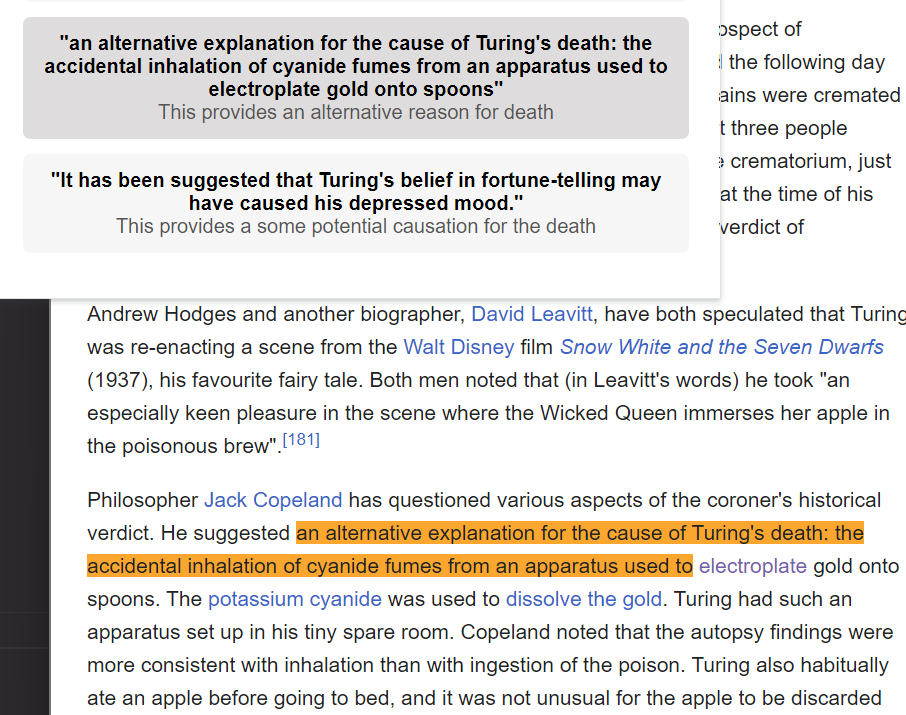 "an alternative explanation for the cause of Turing's death: the
accidental inhalation of cyanide fumes from an apparatus used to
electroplate gold onto spoons"
This provides an alternative reason for death
"It has been suggested that Turing's belief in fortune-telling may
have caused his depressed mood."
This provides a some potential causation for the death
of
the following day
were cremated
three people
crematorium, just
at the time of his
verdict of
Andrew Hodges and another biographer, David Leavitt, have both speculated that Turing
was re-enacting a scene from the Walt Disney film Snow White and the Seven Dwarfs
(1937), his favourite fairy tale. Both men noted that (in Leavitt's words) he took "an
especially keen pleasure in the scene where the Wicked Queen immerses her apple in
the poisonous brew".[181]
Philosopher Jack Copeland has questioned various aspects of the coroner's historical
verdict. He suggested an alternative explanation for the cause of Turing's death: the
accidental inhalation of cyanide fumes from an apparatus used to electroplate gold onto
spoons. The potassium cyanide was used to dissolve the gold. Turing had such an
apparatus set up in his tiny spare room. Copeland noted that the autopsy findings were
more consistent with inhalation than with ingestion of the poison. Turing also habitually
ate an apple before going to bed, and it was not unusual for the apple to be discarded